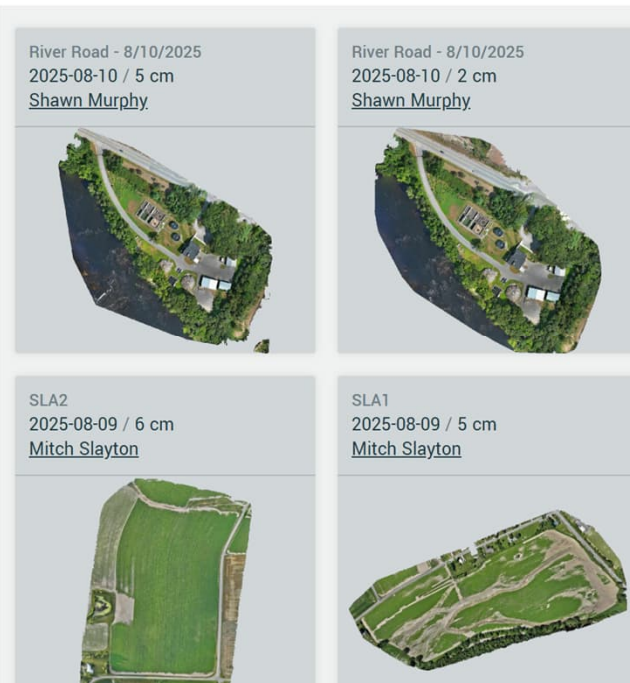 River Road - 8/10/2025
2025-08-10 / 5 cm
Shawn Murphy
River Road - 8/10/2025
2025-08-10 / 2 cm
Shawn Murphy
SLA2
2025-08-09 / 6 cm
Mitch Slayton
SLA1
2025-08-09 / 5 cm
Mitch Slayton